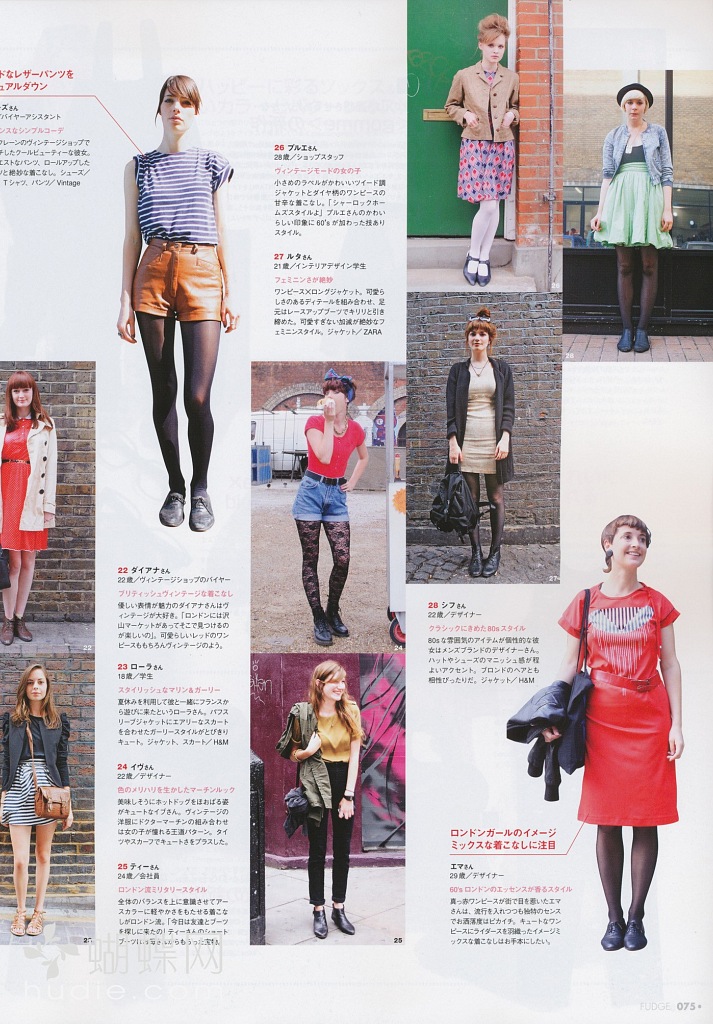 ドなレザーパンツを
ュアルダウン
ーズさん
バイヤーアシスタント
ンスなシンプルコーデ
クレーンのヴィンテージショップで
チしたクールビューティーな彼女。
エストなパンツ、ロールアップした
ツと絶妙な着こなし。シューズ／
Tシャツ、パンツ／Vintage
26 プルエさん
28歳／ショップスタッフ
ヴィンテージモードの女の子
小さめのラペルがかわいいツイード調
ジャケットとダイヤ柄のワンピースの
甘辛な着こなし。「シャーロックホー
ムズスタイルよ」プルエさんのかわい
らしい印象に60'sが加わった技あり
スタイル。
27 ルタさん
21歳／インテリアデザイン学生
フェミニンさが絶妙
ワンピース×ロングジャケット。可愛ら
しさのあるディテールを組み合わせ、足
元はレースアップブーツでキリリと引き
締めた。可愛すぎない加減が絶妙なフ
ェミニンスタイル。ジャケット／ZARA
26
28
27
22
24
22 ダイアナさん
22歳／ヴィンテージショップのバイヤー
ブリティッシュヴィンテージな着こなし
優しい表情が魅力のダイアナさんはヴ
ィンテージが大好き。「ロンドンには沢
山マーケットがあってそこで見つけるの
が楽しいの」。可愛らしいレッドのワンピ
ースももちろんヴィンテージのよう。
23 ローラさん
18歳／学生
スタイリッシュなマリン&ガーリー
夏休みを利用して彼と一緒にフランスか
ら遊びに来たというローラさん。パフス
リーブジャケットにエアリーなスカート
を合わせたガーリースタイルがとびきり
キュート。ジャケット、スカート／H&M
24 イヴさん
22歳／デザイナー
色のメリハリを生かしたマーチンルック
美味しそうにホットドッグをほおばる姿
がキュートなイブさん。ヴィンテージの
洋服にドクターマーチンの組み合わせ
は女の子が憧れる王道パターン。タイ
ツやスカーフでキュートさをプラスした。
25 ティーさん
24歳／会社員
ロンドン流ミリタリースタイル
全体のバランスを上に意識させてアー
スカラーに軽やかさをもたせる着こな
しがロンドン流。「今日は友達とブーツ
を探しに来たの！」ティーさんのショート
25
28 シフさん
22歳／デザイナー
クラシックにきめた80sスタイル
80sな雰囲気のアイテムが個性的な彼
女はメンズブランドのデザイナーさん。
ハットやシューズのマニッシュ感が程よ
いアクセント。ブロンドのヘアとも
相性ぴったりだ。ジャケット／H&M
ロンドンガールのイメージ
ミックスな着こなしに注目
エマさん
29歳／デザイナー
60's ロンドンのエッセンスが香るスタイル
真っ赤ワンピースが街で目を惹いたエマ
さんは、流行を入れつつも独特のセンス
でお洒落度はピカイチ。キュートなワン
ピースにライダースを羽織ったイメージミ
ックスな着こなしはお手本にしたい。
蝴蝶网
hudie.com
FUDGE_075